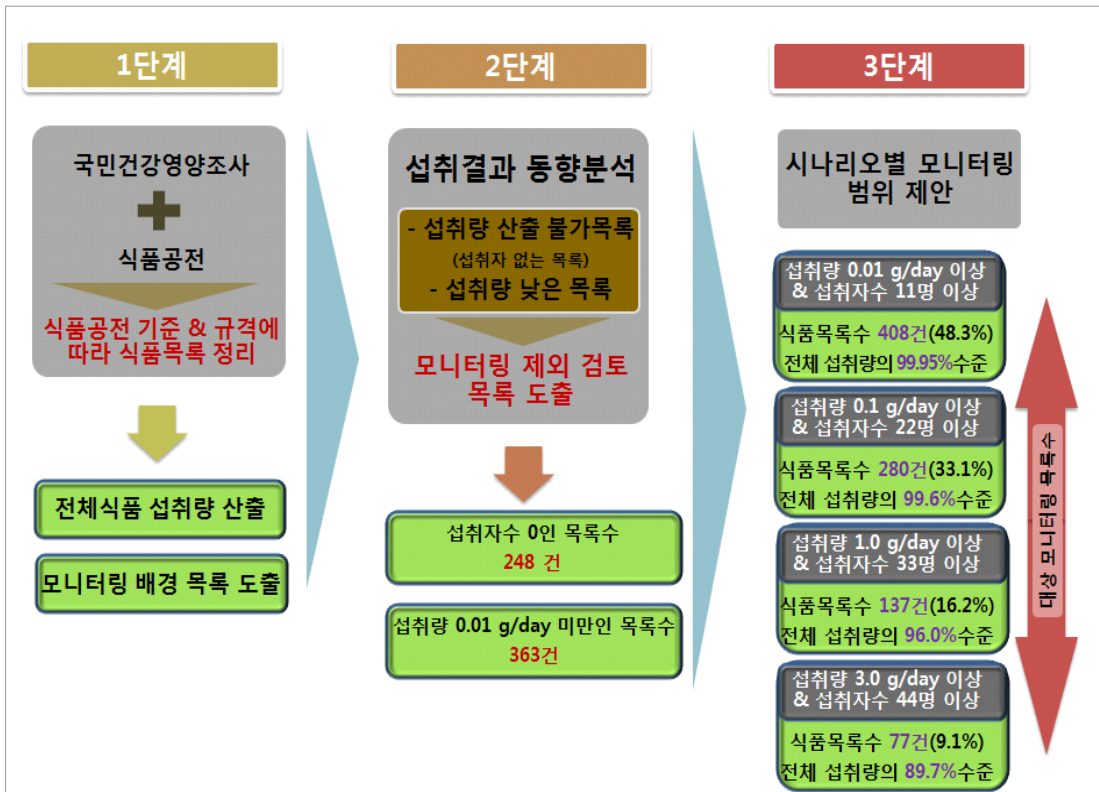 1단계
국민건강영양조사
식품공전
식품공전 기준 & 규격에
따라 식품목록 정리
전체식품 섭취량 산출
모니터링 배경 목록 도출
2단계
섭취결과 동향분석
- 섭취량 산출 불가목록
(섭취자 없는 목록)
- 섭취량 낮은 목록
모니터링 제외 검토
목록 도출
섭취자수 0인 목록수
248 건
섭취량 0.01 g/day 미만인 목록수
363건
3단계
시나리오별 모니터링
범위 제안
섭취량 0.01 g/day 이상
& 섭취자수 11명 이상
식품목록수 408건(48.3%)
전체 섭취량의 99.95%수준
섭취량 0.1 g/day 이상
& 섭취자수 22명 이상
식품목록수 280건(33.1%)
전체 섭취량의 99.6%수준
섭취량 1.0 g/day 이상
& 섭취자수 33명 이상
식품목록수 137건(16.2%)
전체 섭취량의 96.0%수준
섭취량 3.0 g/day 이상
& 섭취자수 44명 이상
식품목록수 77건(9.1%)
전체 섭취량의 89.7%수준
대상 모니터링 목록수